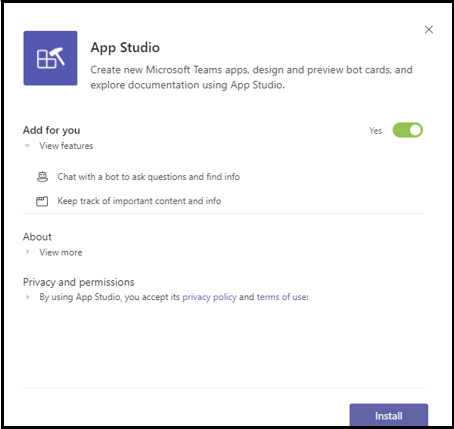 App Studio
Create new Microsoft Teams apps, design and preview bot cards, and
explore documentation using App Studio.
Add for you
Yes
View features
Chat with a bot to ask questions and find info
Keep track of important content and info
About
View more
Privacy and permissions
By using App Studio, you accept its privacy policy and terms of use:
Install